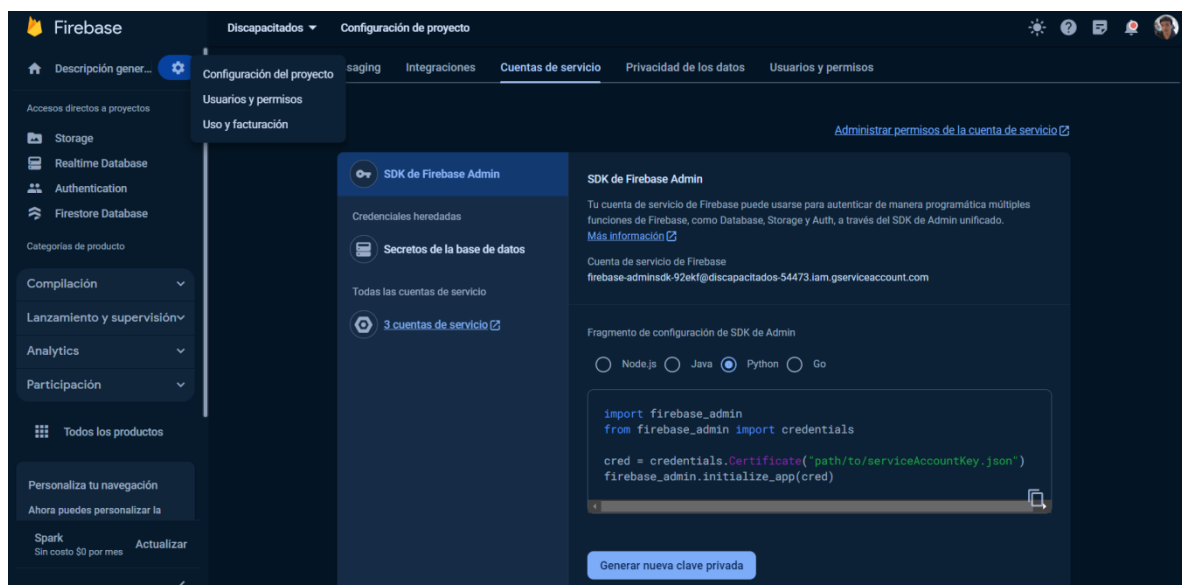 Firebase
Discapacitados
Configuración de proyecto
Descripción gener...
Configuración del proyecto
Usuarios y permisos
Uso y facturación
saging
Integraciones
Cuentas de servicio
Privacidad de los datos
Usuarios y permisos
Accesos directos a proyectos
Storage
Realtime Database
Authentication
Firestore Database
Categorías de producto
Compilación
Lanzamiento y supervisión
Analytics
Participación
Todos los productos
Personaliza tu navegación
Ahora puedes personalizar la
Spark
Sin costo $0 por mes
Actualizar
Administrar permisos de la cuenta de servicio
SDK de Firebase Admin
Credenciales heredadas
Secretos de la base de datos
Todas las cuentas de servicio
3 cuentas de servicio
SDK de Firebase Admin
Tu cuenta de servicio de Firebase puede usarse para autenticar de manera programática múltiples
funciones de Firebase, como Database, Storage y Auth, a través del SDK de Admin unificado.
Más información
Cuenta de servicio de Firebase
firebase-adminsdk-92ekf@discapacitados-54473.iam.gserviceaccount.com
Fragmento de configuración de SDK de Admin
Node.js
Java
Python
Go
import firebase_admin
from firebase_admin import credentials
cred = credentials.Certificate("path/to/serviceAccountKey.json")
firebase_admin.initialize_app(cred)
Generar nueva clave privada